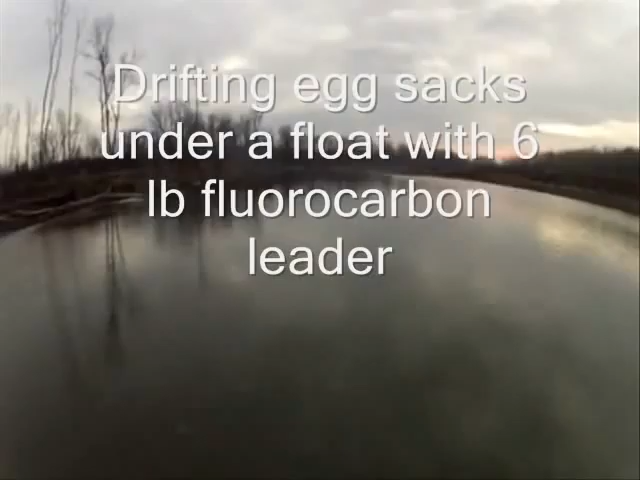 Drifting egg sacks
under a float with 6
lb fluorocarbon
leader